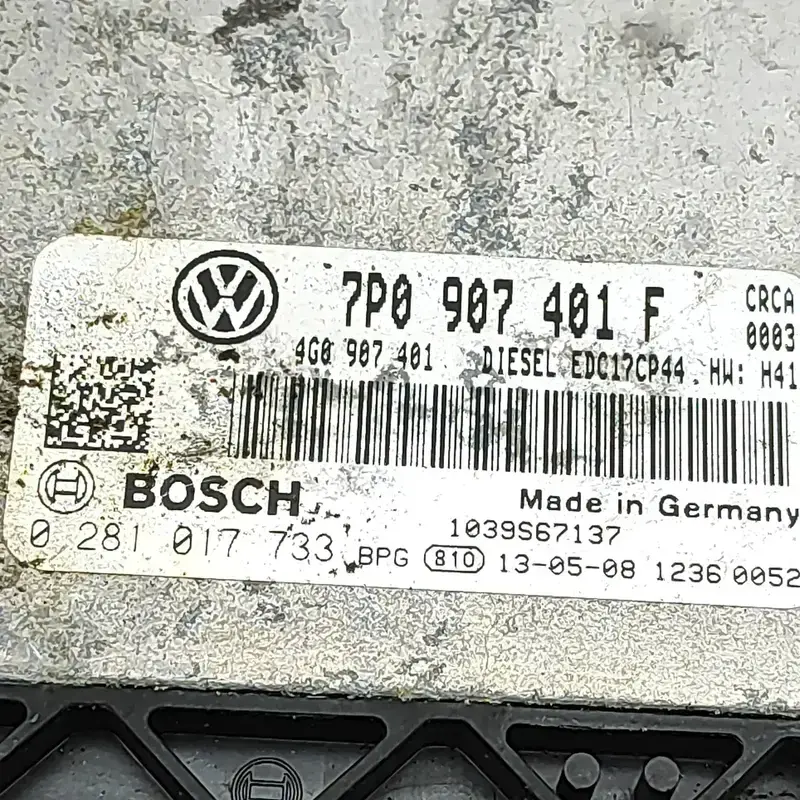 7P0 907 401 F CRCA
0003
4G0 907 401 DIESEL EDC17CP44 HW: H41
BOSCH Made in Germany
1039S67137
0 281 017 733 BPG 810 13-05-08 1236 0052